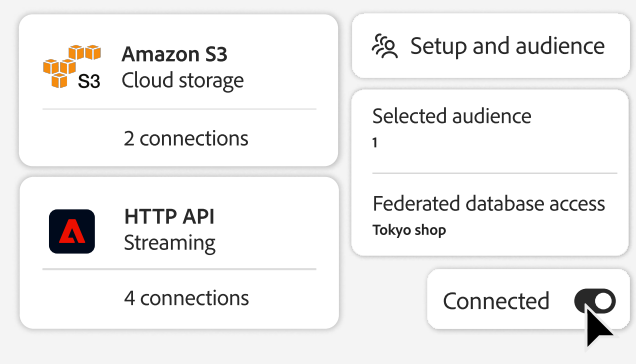 Amazon S3
Cloud storage
S3
2 connections
HTTP API
Streaming
4 connections
Setup and audience
Selected audience
1
Federated database access
Tokyo shop
Connected